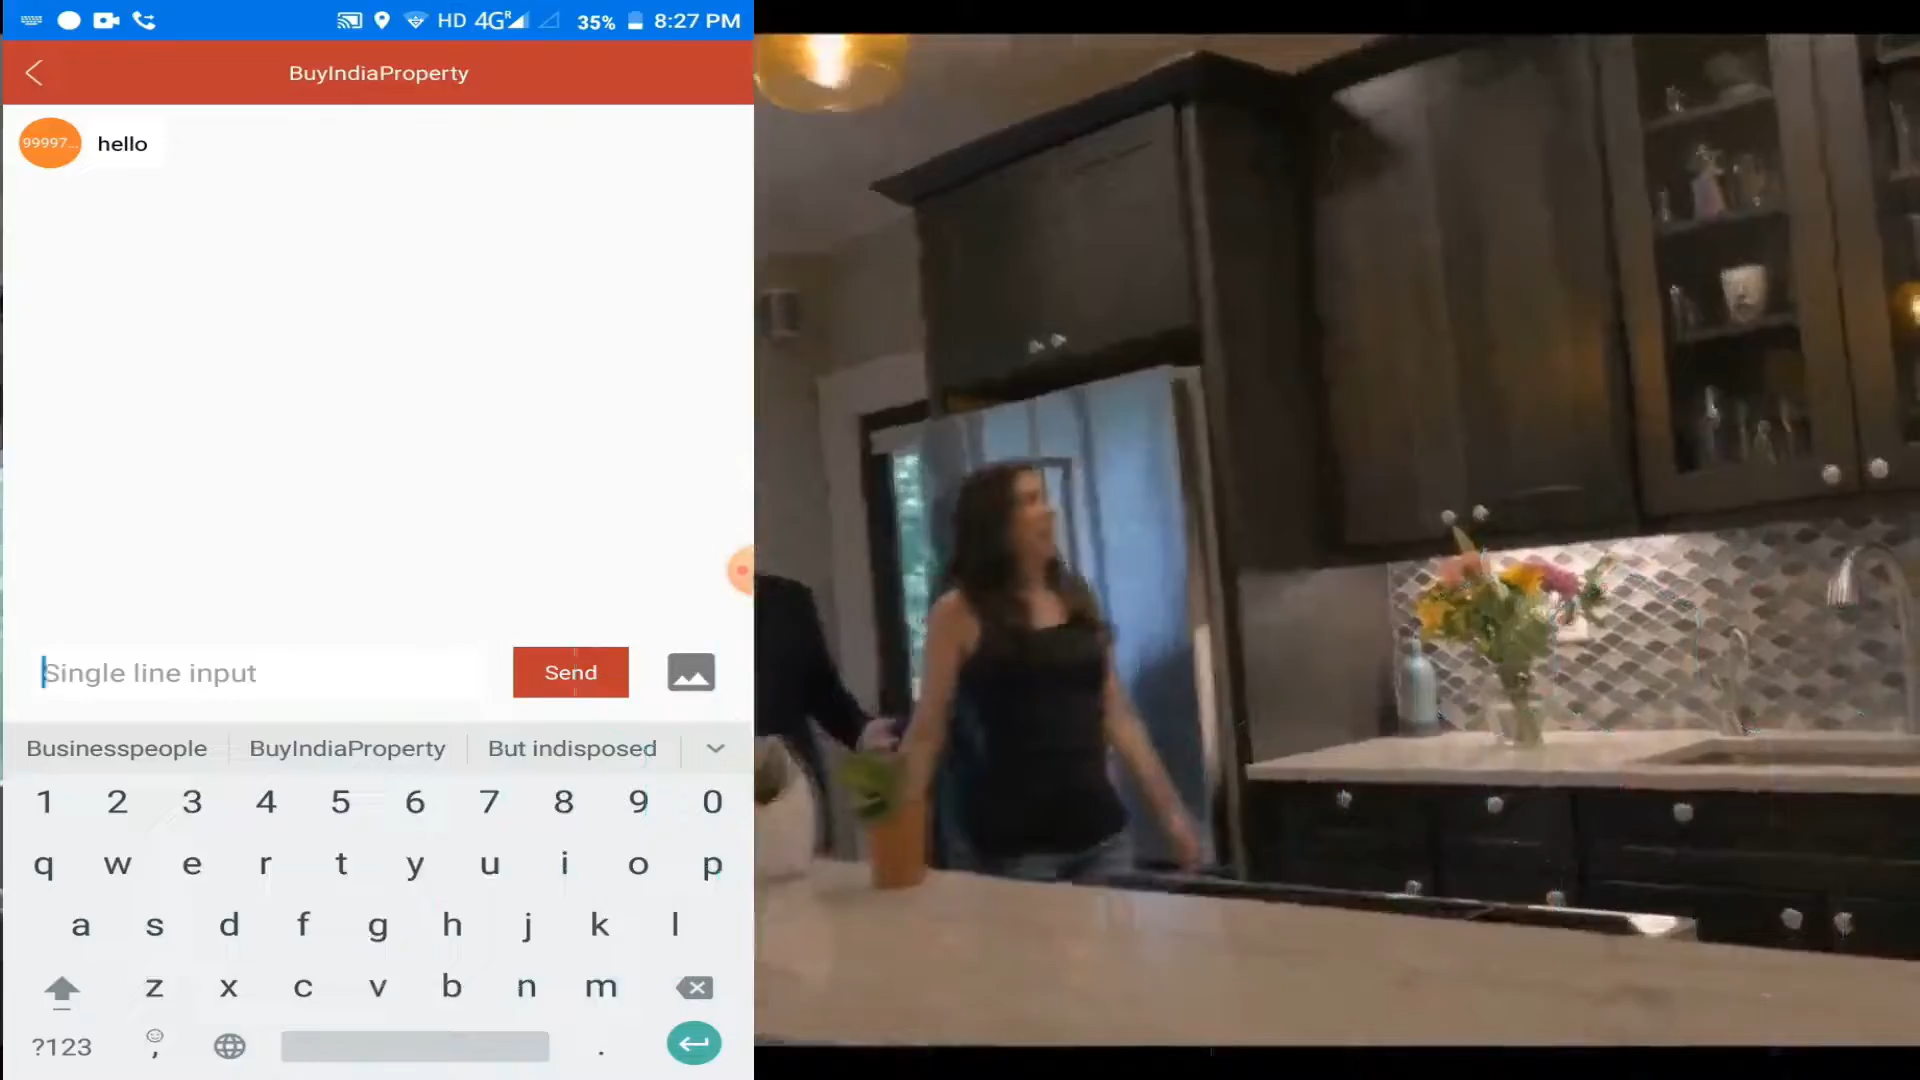 HD 4G R 35% 8:27 PM
BuyIndiaProperty
99997... hello
Single line input Send
Businesspeople BuyIndiaProperty But indisposed
1 2 3 4 5 6 7 8 9 0
q w e r t y u i o p
a s d f g h j k l
z x c v b n m
?123 , .